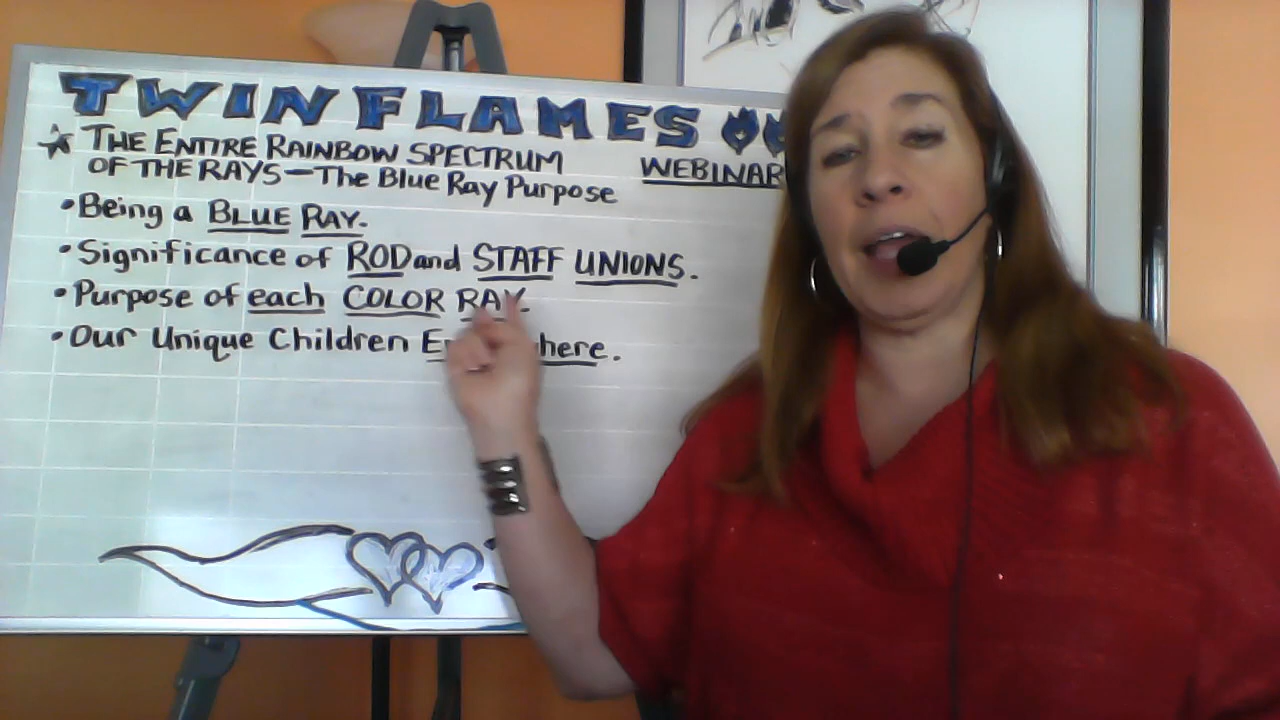 TWIN FLAMES
THE ENTIRE RAINBOW SPECTRUM
OF THE RAYS—The Blue Ray Purpose
WEBINAR
•Being a BLUE RAY.
•Significance of ROD and STAFF UNIONS.
•Purpose of each COLOR RAY.
•Our Unique Children